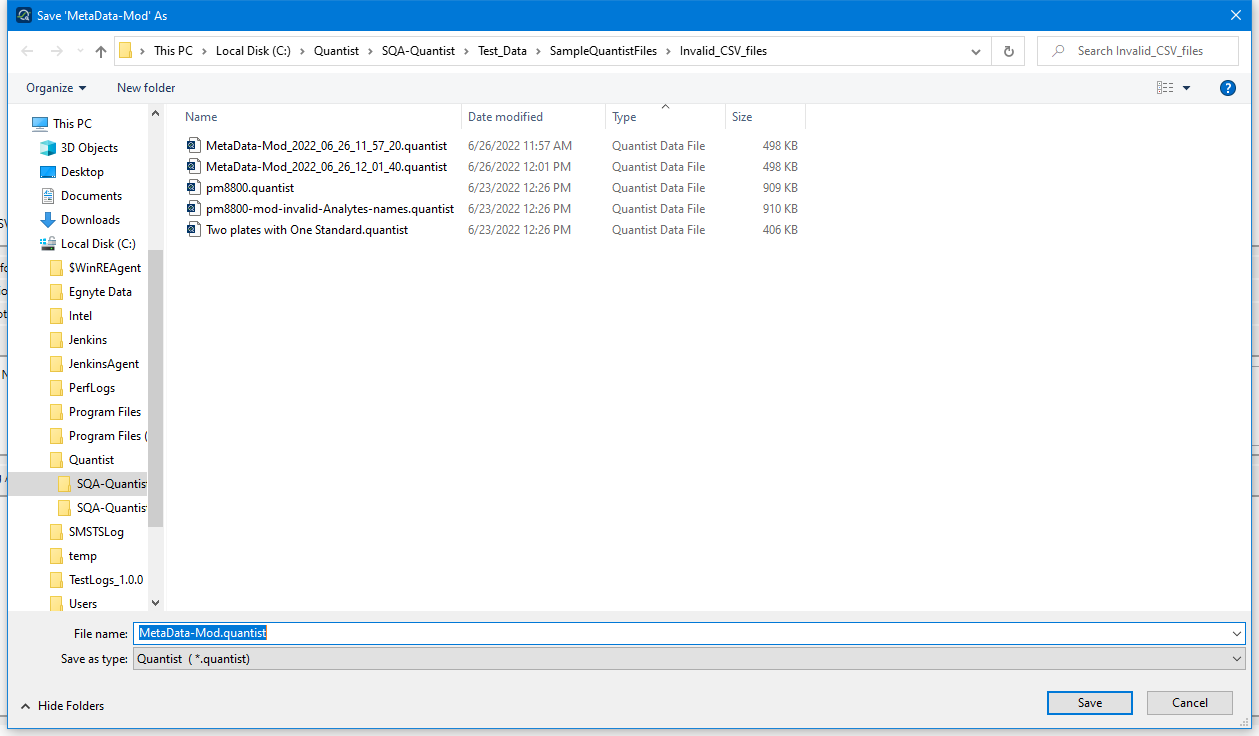 Save 'MetaData-Mod' As
This PC > Local Disk (C:) > Quantist > SQA-Quantist > Test_Data > SampleQuantistFiles > Invalid_CSV_files
Search Invalid_CSV_files
Organize
New folder
?
This PC
3D Objects
Desktop
Documents
Downloads
Local Disk (C:)
$WinREAgent
Egnyte Data
Intel
Jenkins
JenkinsAgent
PerfLogs
Program Files
Program Files (
Quantist
SQA-Quantist
SQA-Quantist
SMSTSLog
temp
TestLogs_1.0.0
Users
Name Date modified Type Size
MetaData-Mod_2022_06_26_11_57_20.quantist 6/26/2022 11:57 AM Quantist Data File 498 KB
MetaData-Mod_2022_06_26_12_01_40.quantist 6/26/2022 12:01 PM Quantist Data File 498 KB
pm8800.quantist 6/23/2022 12:26 PM Quantist Data File 909 KB
pm8800-mod-invalid-Analytes-names.quantist 6/23/2022 12:26 PM Quantist Data File 910 KB
Two plates with One Standard.quantist 6/23/2022 12:26 PM Quantist Data File 406 KB
File name: MetaData-Mod.quantist
Save as type: Quantist ( *.quantist)
Hide Folders
Save
Cancel